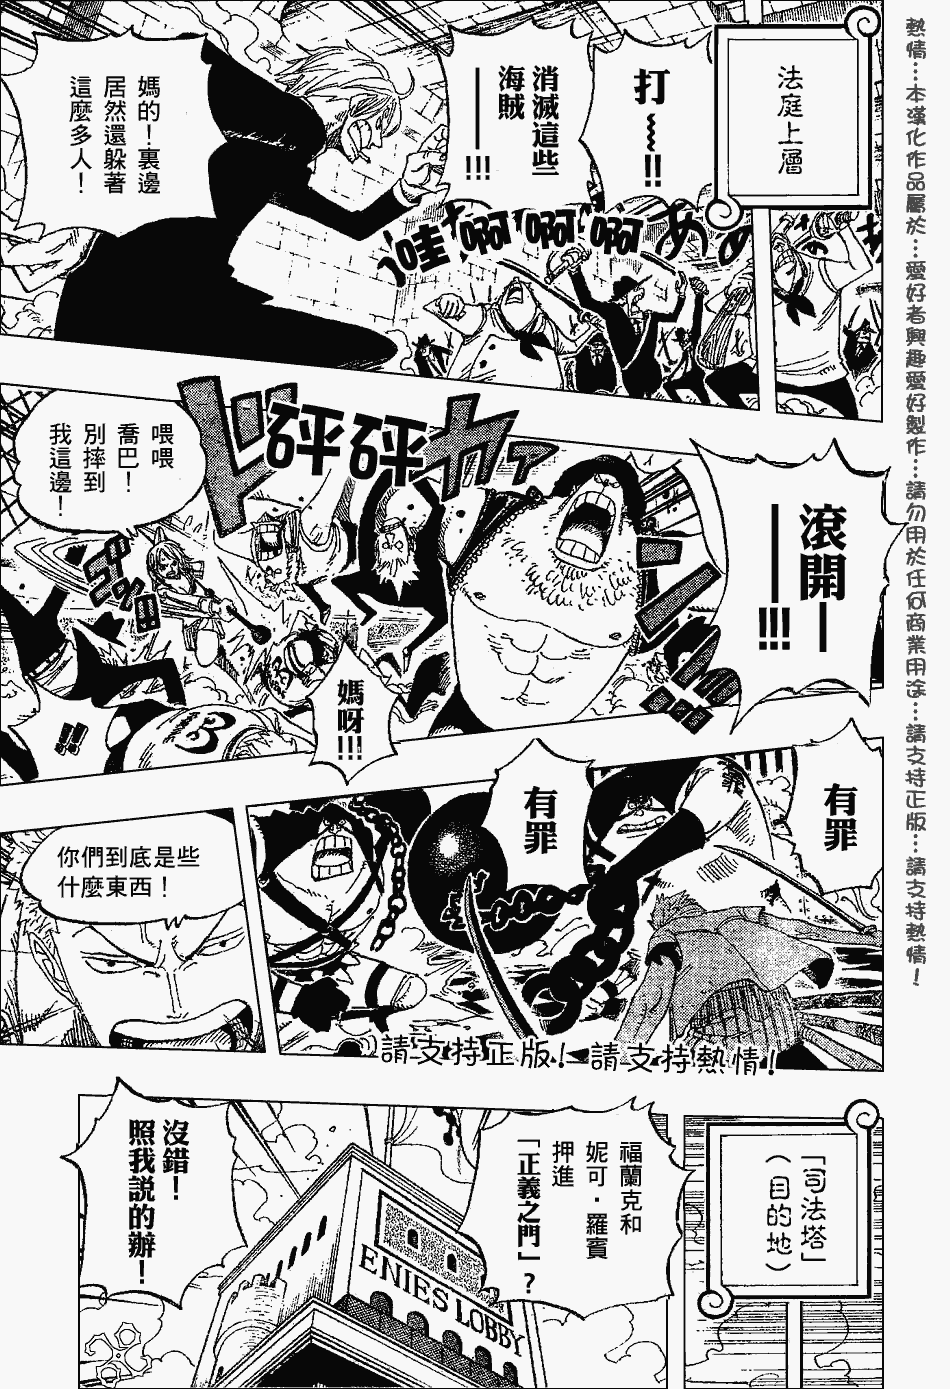 法庭上層
打~!!
消滅這些
海賊
——!!!
媽的！裏邊
居然還躲著
這麼多人！
哇啊啊啊
滾開—
——!!!
砰砰
ドカァ
喂喂
喬巴！
別摔到
我這邊！
媽呀!!!
!!
3
有罪
有罪
你們到底是些
什麼東西！
請支持正版！請支持熱情！
「司法塔」
（目的地）
福蘭克和
妮可．羅賓
押進
「正義之門」？
沒錯！
照我說的辦！
ENIES LOBBY
熱情…本漢化作品屬於…愛好者興趣愛好製作…請勿用於任何商業用途…請支持正版…請支持熱情！